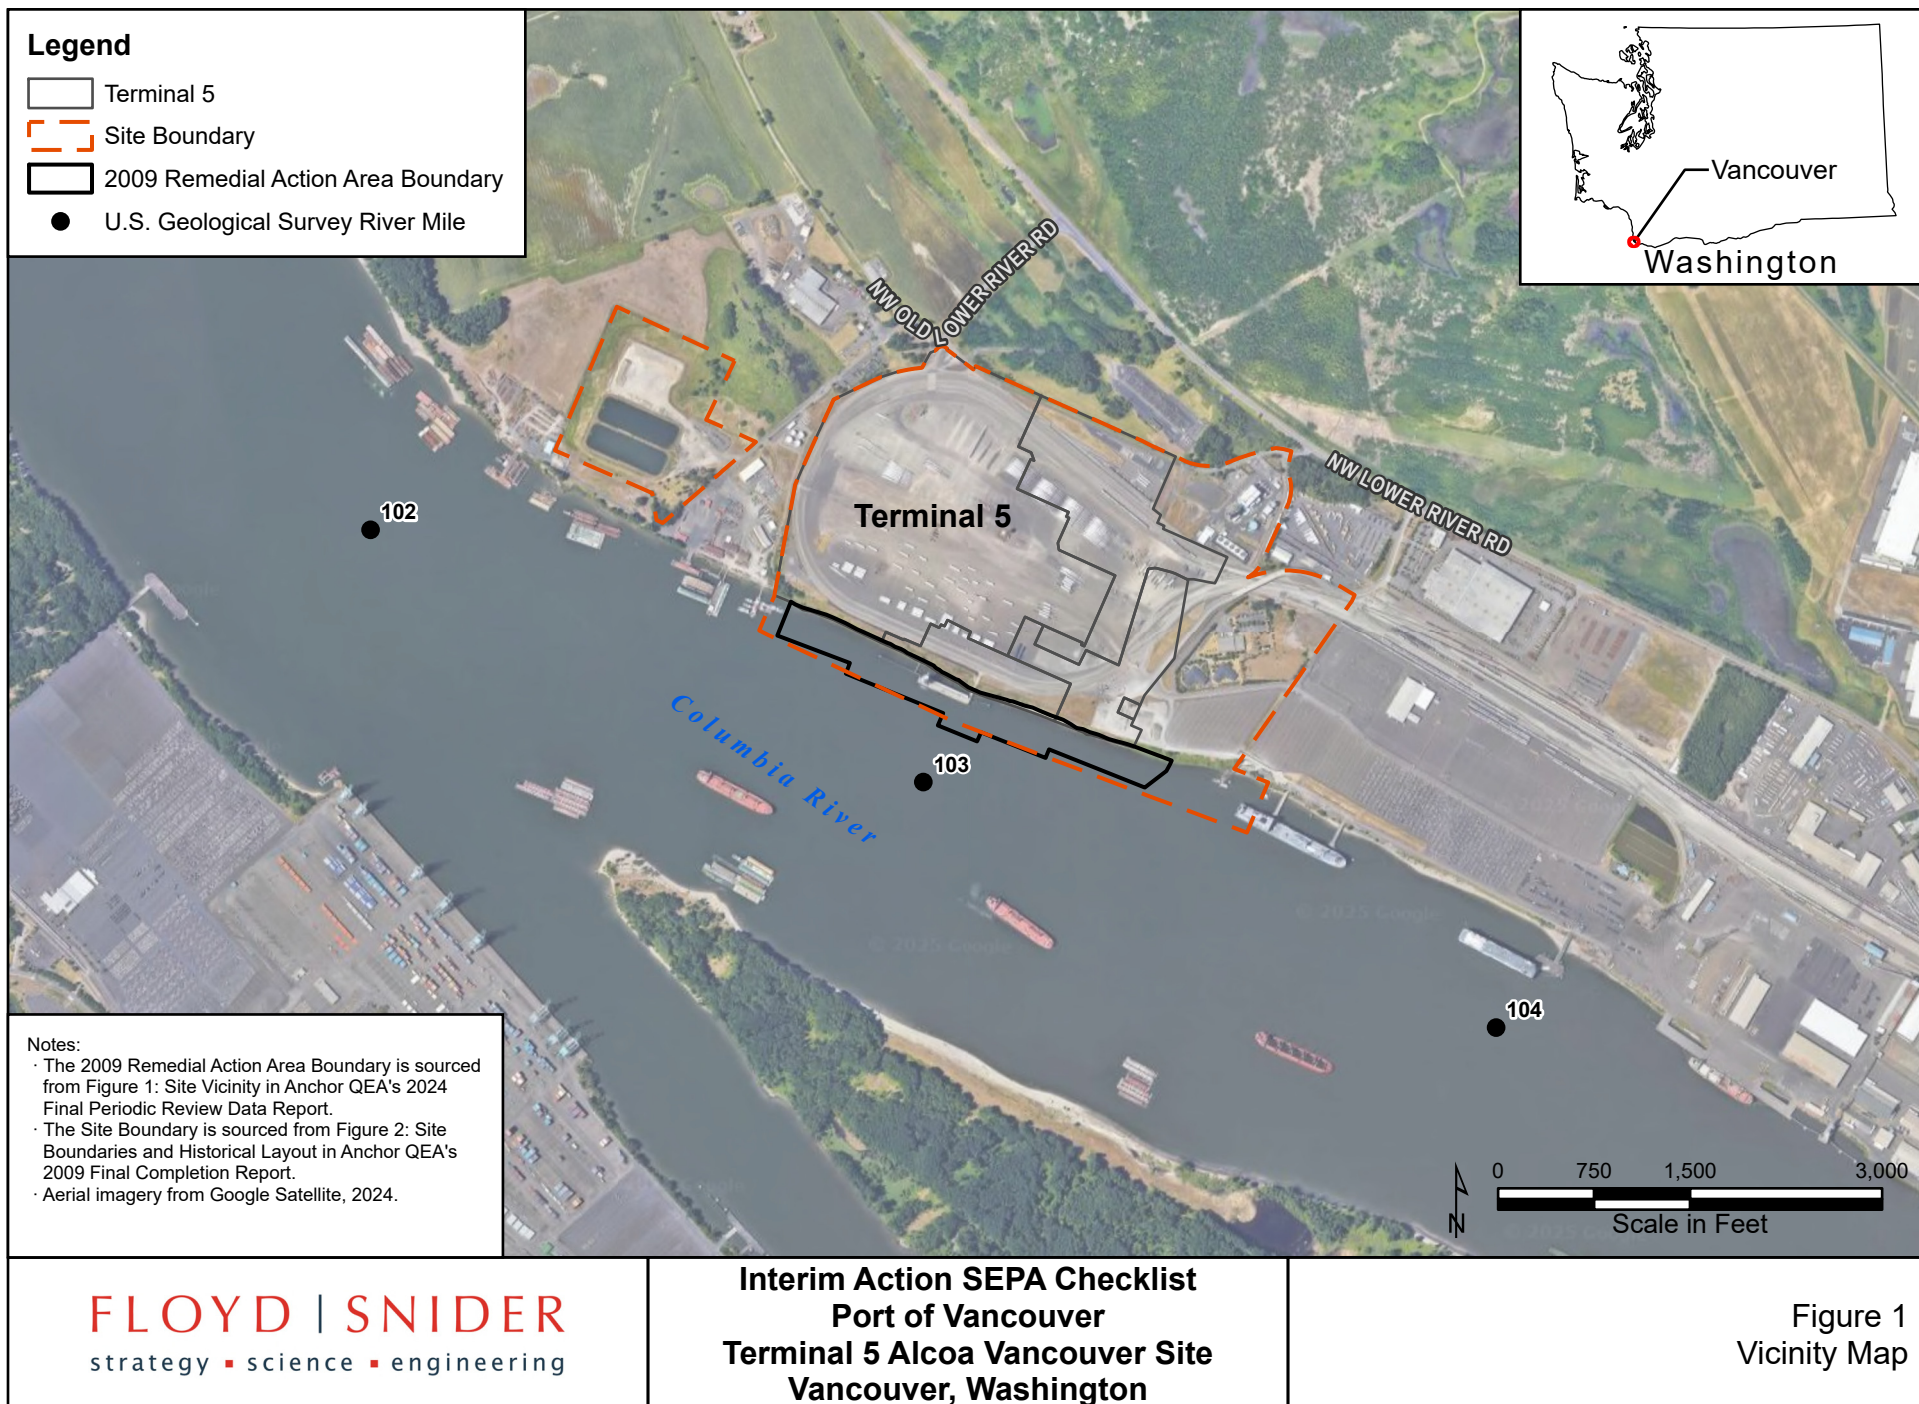 Legend
Terminal 5
Site Boundary
2009 Remedial Action Area Boundary
U.S. Geological Survey River Mile
Vancouver
Washington
NW OLD LOWER RIVER RD
NW LOWER RIVER RD
Terminal 5
102
103
104
Columbia River
© 2025 Google
© 2025 Google
Notes:
· The 2009 Remedial Action Area Boundary is sourced
from Figure 1: Site Vicinity in Anchor QEA's 2024
Final Periodic Review Data Report.
· The Site Boundary is sourced from Figure 2: Site
Boundaries and Historical Layout in Anchor QEA's
2009 Final Completion Report.
· Aerial imagery from Google Satellite, 2024.
0 750 1,500 3,000
Scale in Feet
N
FLOYD | SNIDER
strategy ▪ science ▪ engineering
Interim Action SEPA Checklist
Port of Vancouver
Terminal 5 Alcoa Vancouver Site
Vancouver, Washington
Figure 1
Vicinity Map